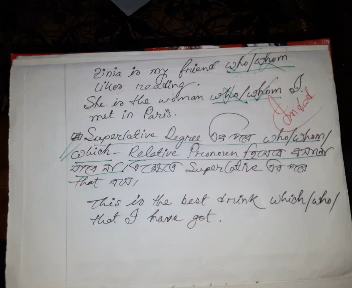 Zinia is my friend who/whom
likes reading.
She is the woman who/whom I
met in Paris.
Superlative Degree এর পরে who/whom/
which - Relative Pronoun হিসেবে
Superlative এর পরে
that বসে।
This is the best drink which/who/
that I have got.